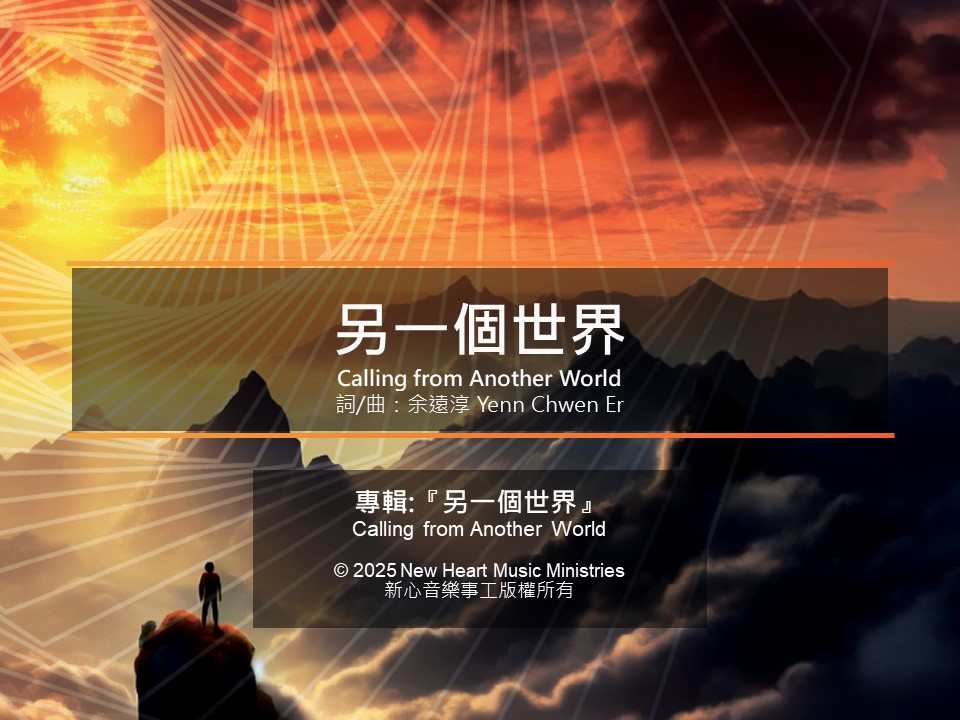 另一個世界
Calling from Another World
詞/曲：余遠淳 Yenn Chwen Er
專輯:『另一個世界』
Calling from Another World
© 2025 New Heart Music Ministries
新心音樂事工版權所有